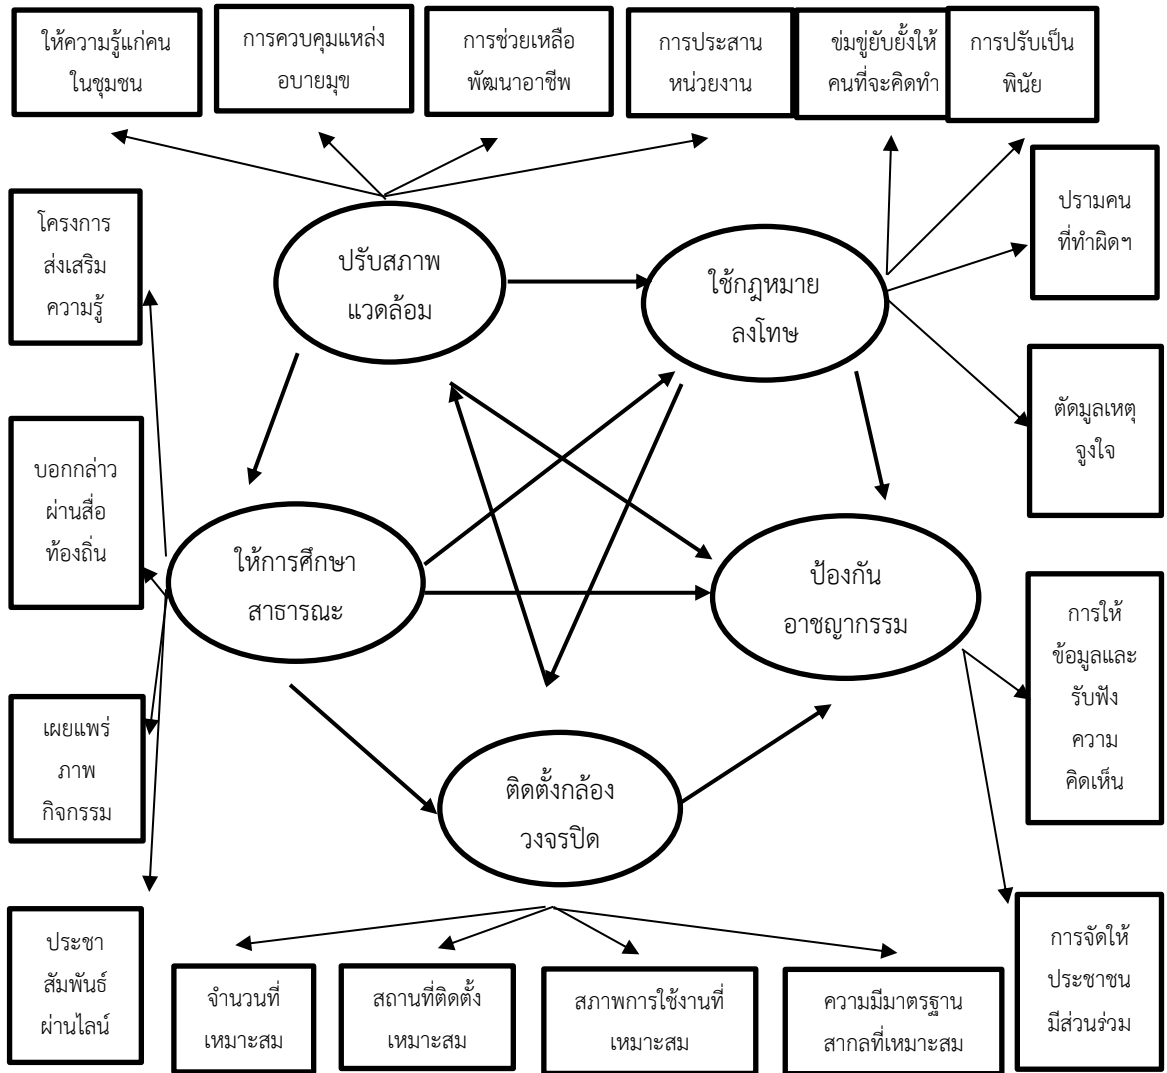 ให้ความรู้แก่คน
ในชุมชน
การควบคุมแหล่ง
อบายมุข
การช่วยเหลือ
พัฒนาอาชีพ
การประสาน
หน่วยงาน
ข่มขู่ยับยั้งให้
คนที่จะคิดทำ
การปรับเป็น
พินัย
โครงการ
ส่งเสริม
ความรู้
ปรับสภาพ
แวดล้อม
ใช้กฎหมาย
ลงโทษ
ปรามคน
ที่ทำผิดฯ
ตัดมูลเหตุ
จูงใจ
บอกกล่าว
ผ่านสื่อ
ท้องถิ่น
ให้การศึกษา
สาธารณะ
ป้องกัน
อาชญากรรม
การให้
ข้อมูลและ
รับฟัง
ความ
คิดเห็น
เผยแพร่
ภาพ
กิจกรรม
ติดตั้งกล้อง
วงจรปิด
ประชา
สัมพันธ์
ผ่านไลน์
จำนวนที่
เหมาะสม
สถานที่ติดตั้ง
เหมาะสม
สภาพการใช้งานที่
เหมาะสม
ความมีมาตรฐาน
สากลที่เหมาะสม
การจัดให้
ประชาชน
มีส่วนร่วม